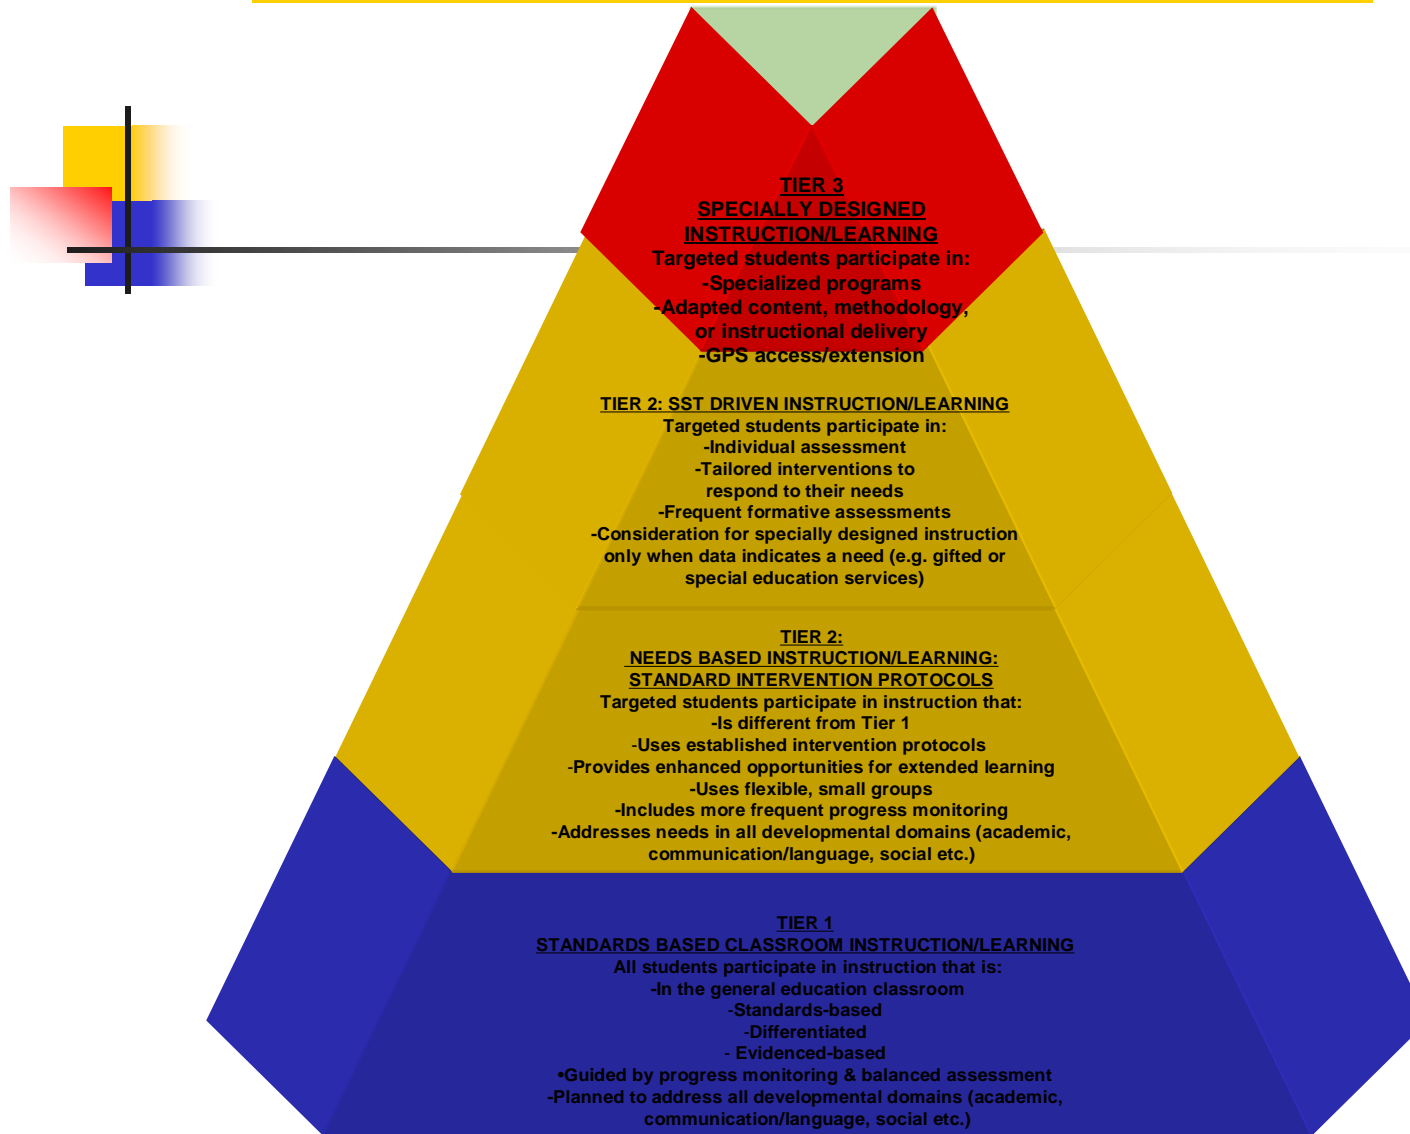 TIER 3
SPECIALLY DESIGNED
INSTRUCTION/LEARNING
Targeted students participate in:
-Specialized programs
-Adapted content, methodology,
or instructional delivery
-GPS access/extension
TIER 2: SST DRIVEN INSTRUCTION/LEARNING
Targeted students participate in:
-Individual assessment
-Tailored interventions to
respond to their needs
-Frequent formative assessments
-Consideration for specially designed instruction
only when data indicates a need (e.g. gifted or
special education services)
TIER 2:
NEEDS BASED INSTRUCTION/LEARNING:
STANDARD INTERVENTION PROTOCOLS
Targeted students participate in instruction that:
-Is different from Tier 1
-Uses established intervention protocols
-Provides enhanced opportunities for extended learning
-Uses flexible, small groups
-Includes more frequent progress monitoring
-Addresses needs in all developmental domains (academic,
communication/language, social etc.)
TIER 1
STANDARDS BASED CLASSROOM INSTRUCTION/LEARNING
All students participate in instruction that is:
-In the general education classroom
-Standards-based
-Differentiated
- Evidenced-based
•Guided by progress monitoring & balanced assessment
-Planned to address all developmental domains (academic,
communication/language, social etc.)